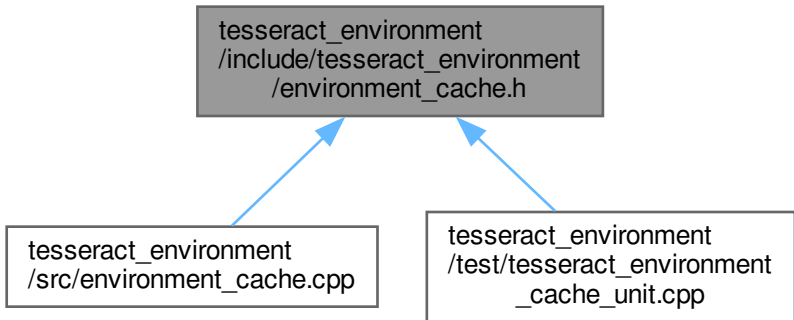 tesseract_environment
/include/tesseract_environment
/environment_cache.h
tesseract_environment
/src/environment_cache.cpp
tesseract_environment
/test/tesseract_environment
_cache_unit.cpp